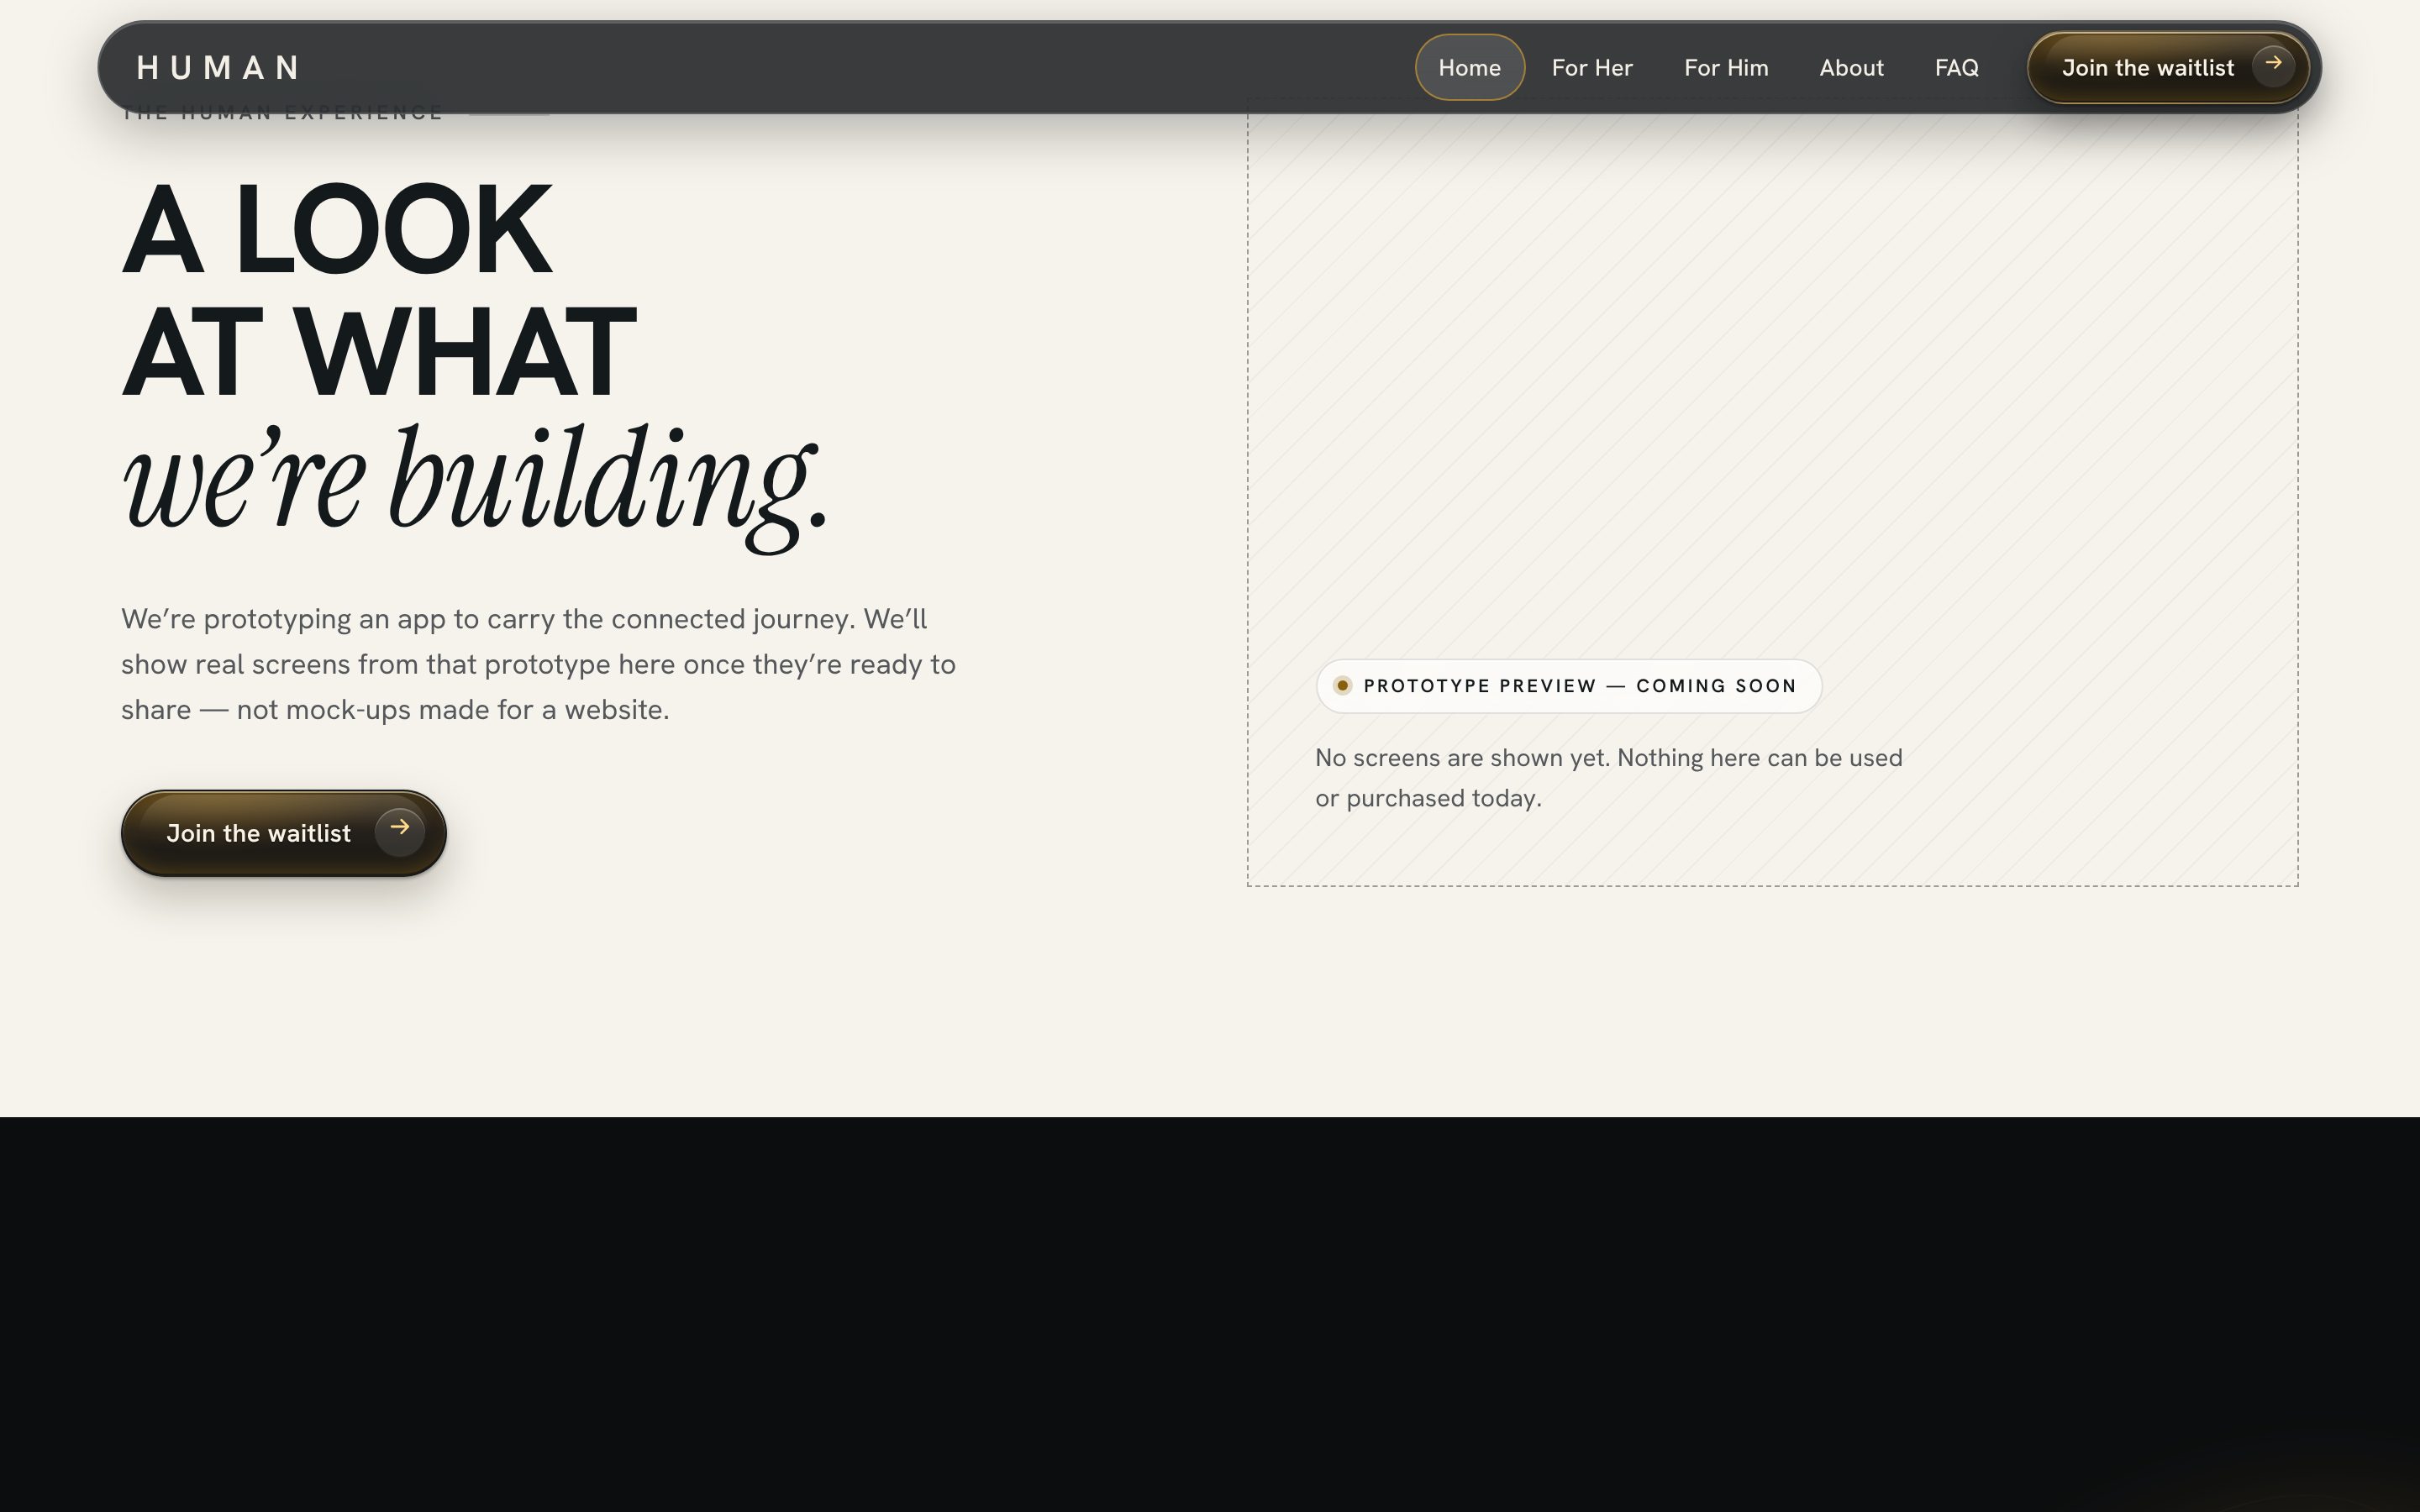 HUMAN
Home
For Her
For Him
About
FAQ
Join the waitlist
THE HUMAN EXPERIENCE
A LOOK
AT WHAT
we’re building.
We’re prototyping an app to carry the connected journey. We’ll
show real screens from that prototype here once they’re ready to
share — not mock-ups made for a website.
Join the waitlist
PROTOTYPE PREVIEW — COMING SOON
No screens are shown yet. Nothing here can be used
or purchased today.